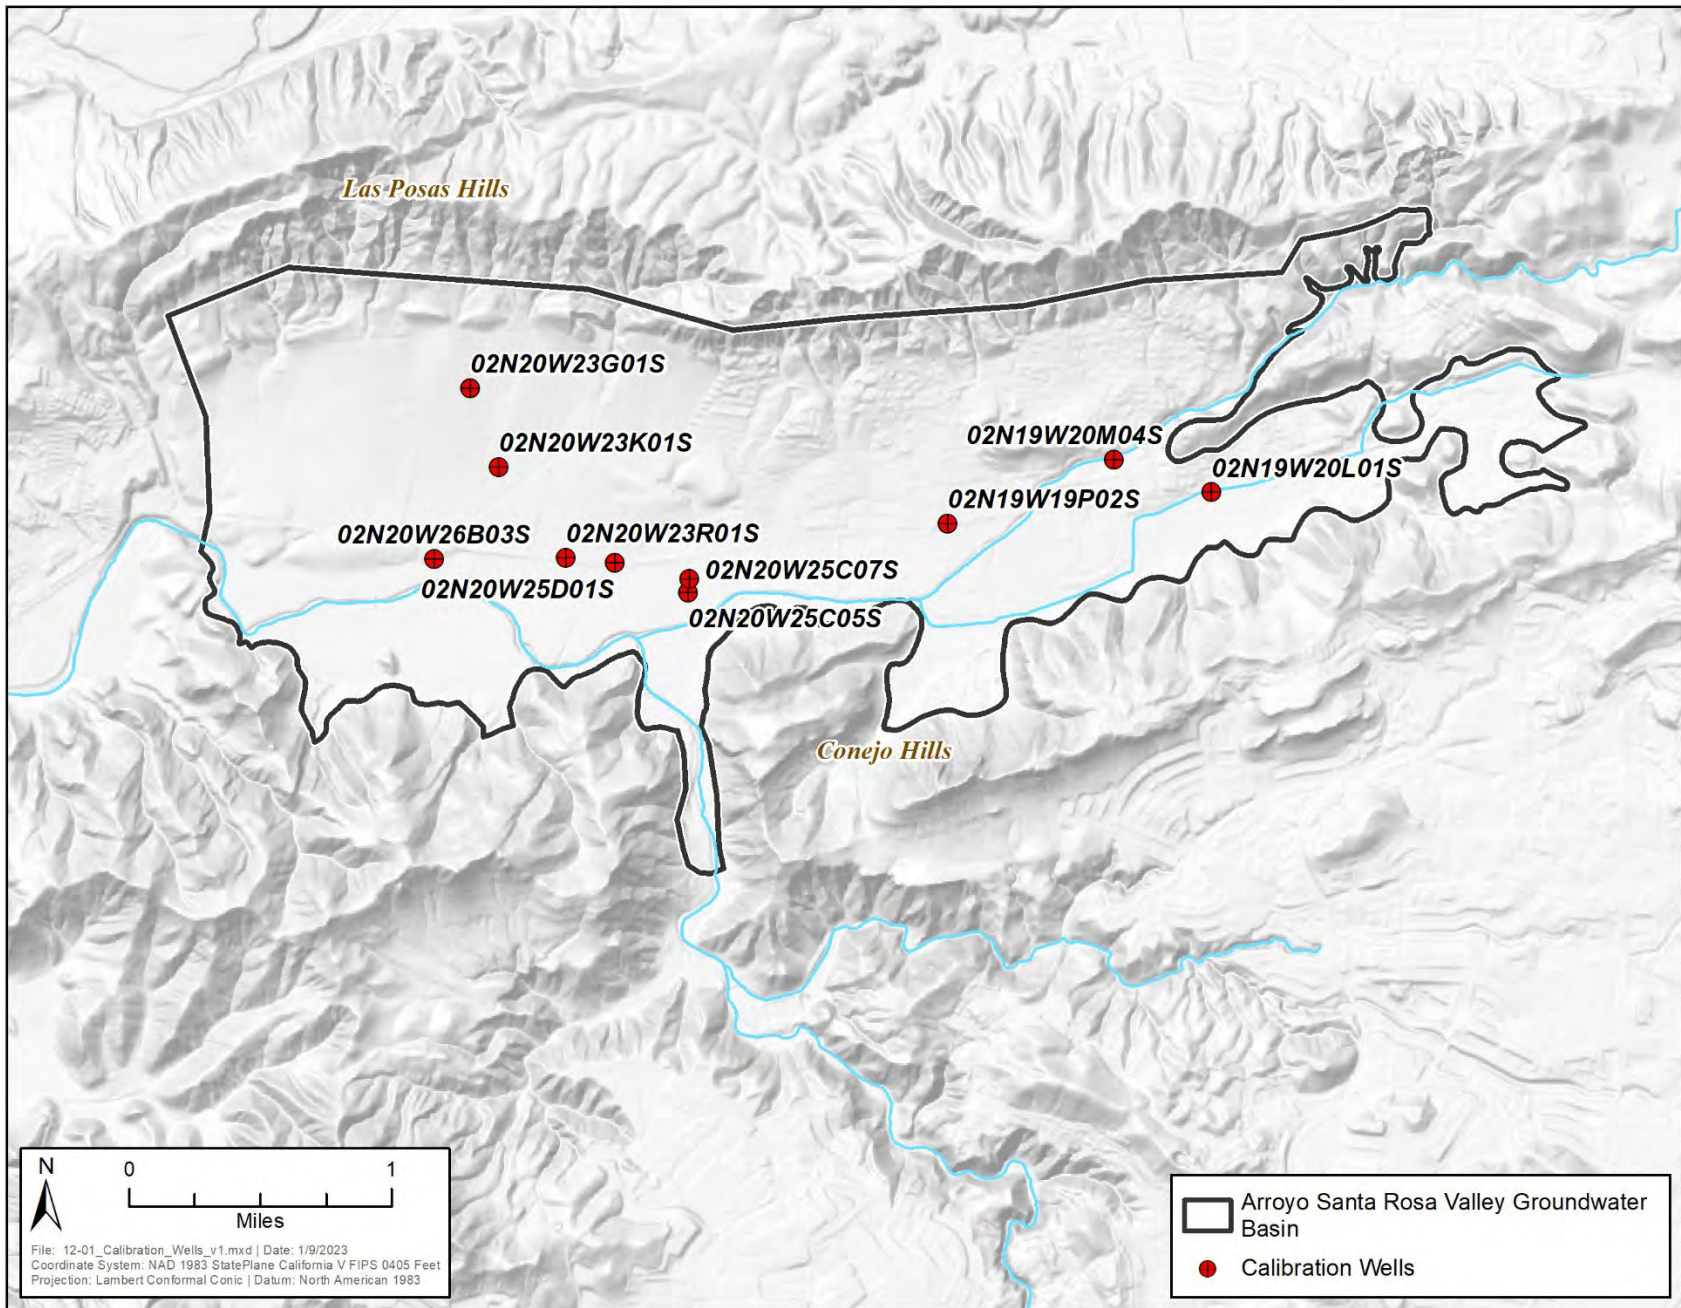 Las Posas Hills
02N20W23G01S
02N20W23K01S
02N19W20M04S
02N19W20L01S
02N19W19P02S
02N20W26B03S
02N20W23R01S
02N20W25D01S
02N20W25C07S
02N20W25C05S
Conejo Hills
N
0 1
Miles
File: 12-01_Calibration_Wells_v1.mxd | Date: 1/9/2023
Coordinate System: NAD 1983 StatePlane California V FIPS 0405 Feet
Projection: Lambert Conformal Conic | Datum: North American 1983
Arroyo Santa Rosa Valley Groundwater
Basin
Calibration Wells